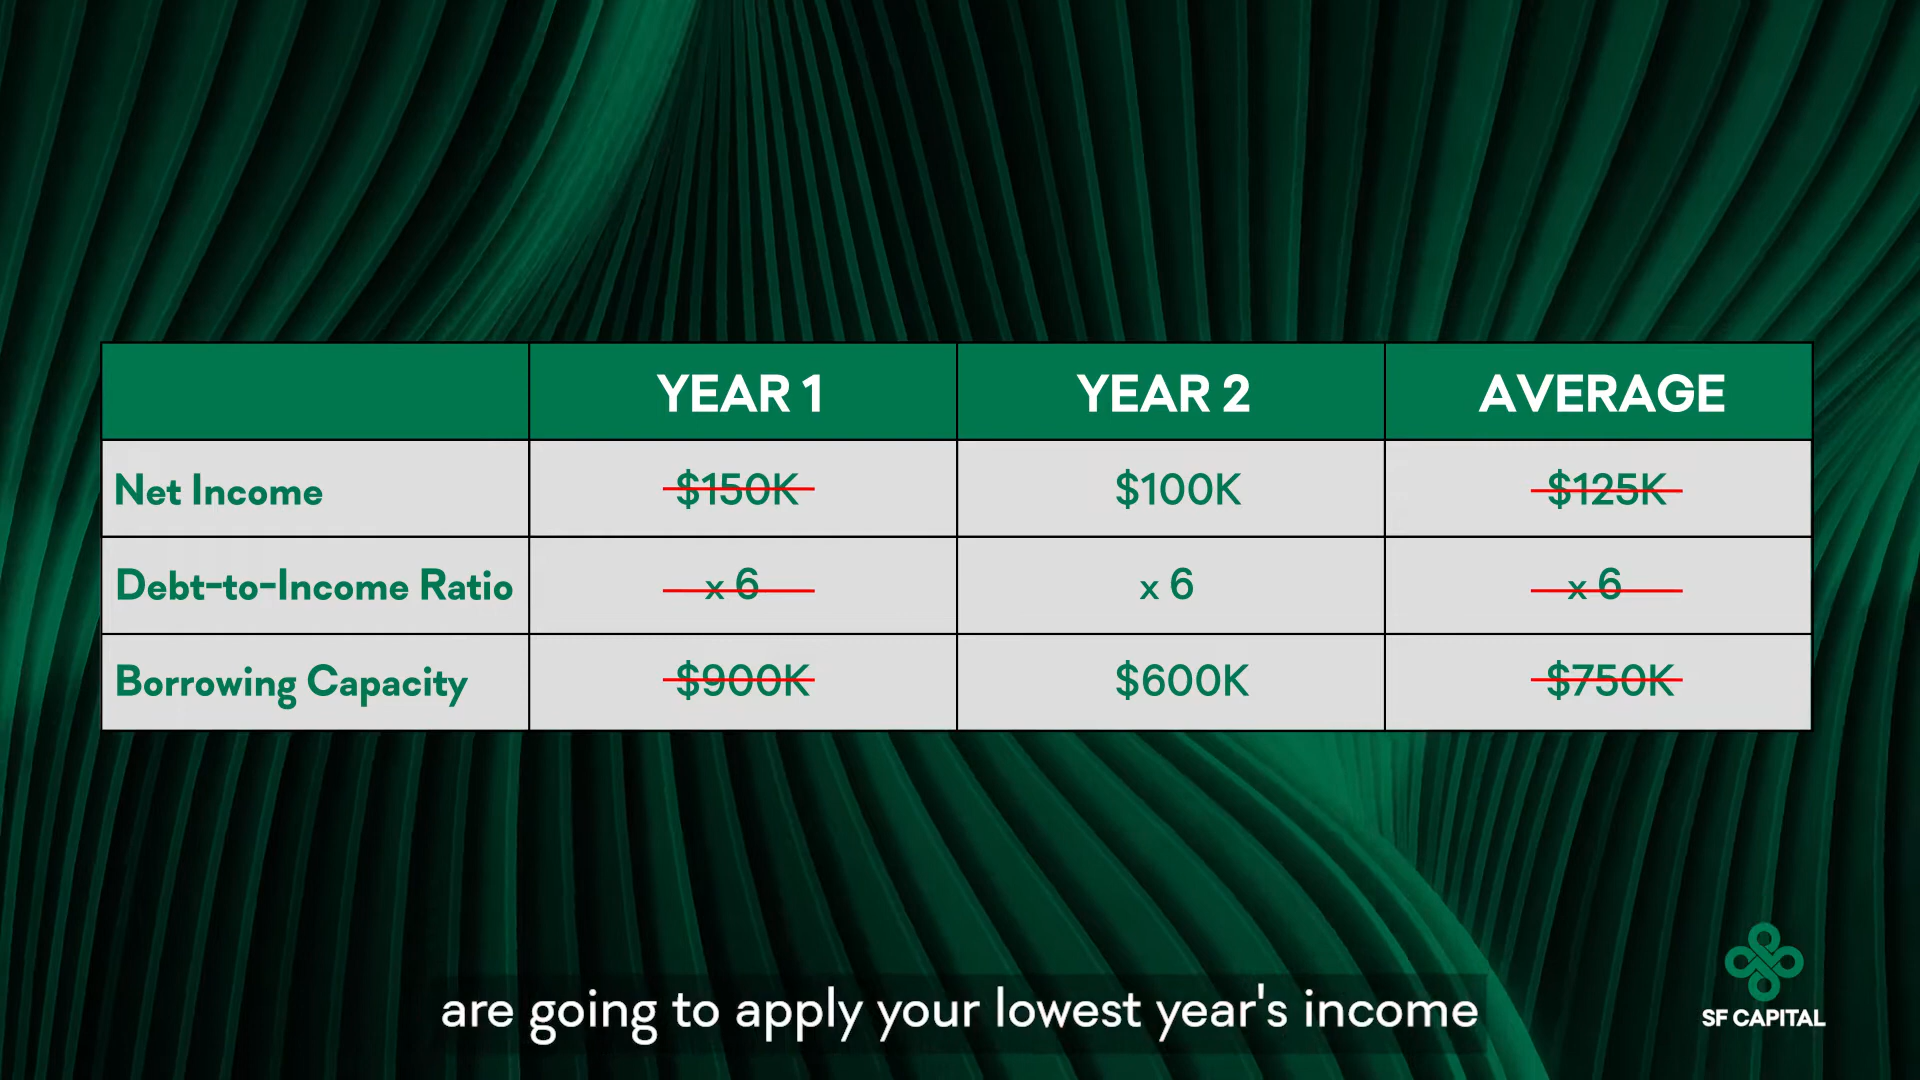 YEAR 1 YEAR 2 AVERAGE
Net Income $150K $100K $125K
Debt-to-Income Ratio x 6 x 6 x 6
Borrowing Capacity $900K $600K $750K
are going to apply your lowest year's income
SF CAPITAL